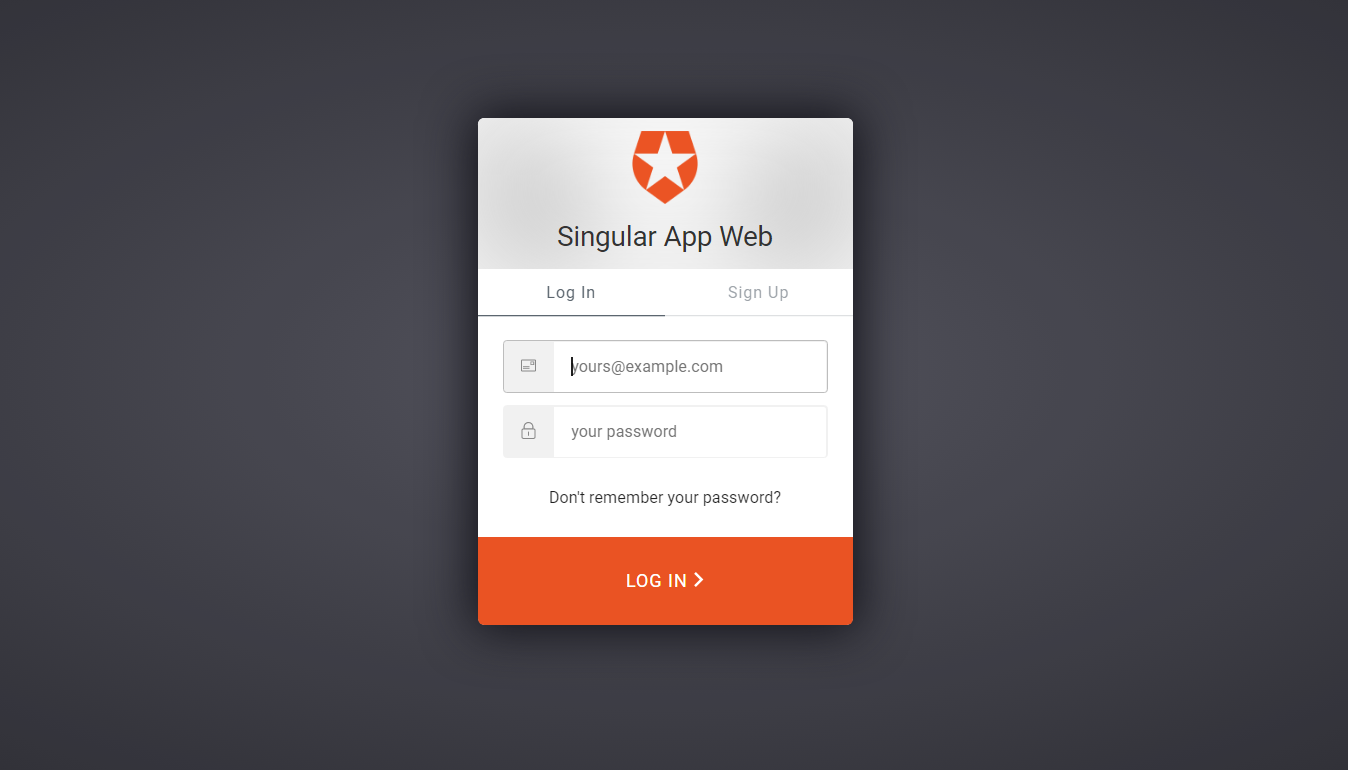 Singular App Web
Log In
Sign Up
yours@example.com
your password
Don't remember your password?
LOG IN